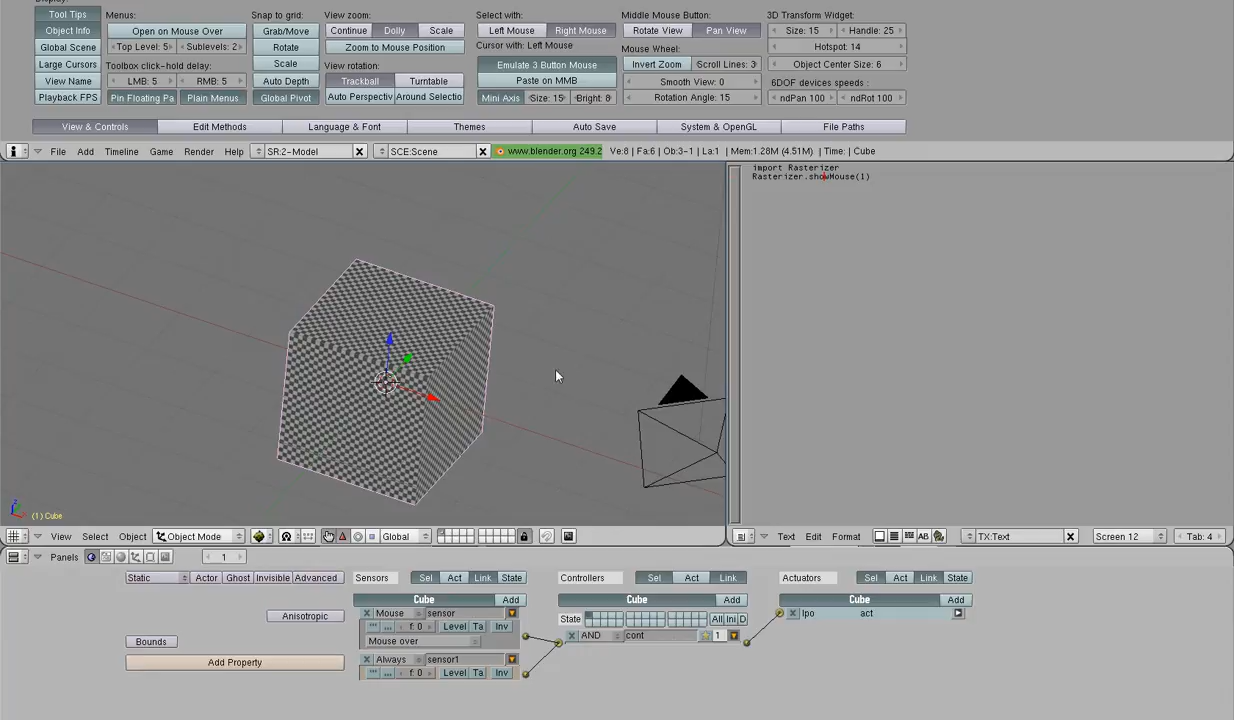 Display:
Tool Tips
Object Info
Global Scene
Large Cursors
View Name
Playback FPS
Menus:
Open on Mouse Over
Top Level: 5
Sublevels: 2
Toolbox click-hold delay:
LMB: 5
RMB: 5
Pin Floating Pa
Plain Menus
Snap to grid:
Grab/Move
Rotate
Scale
Auto Depth
Global Pivot
View zoom:
Continue
Dolly
Scale
Zoom to Mouse Position
View rotation:
Trackball
Turntable
Auto Perspectiv
Around Selectio
Select with:
Left Mouse
Right Mouse
Cursor with: Left Mouse
Emulate 3 Button Mouse
Paste on MMB
Mini Axis
Size: 15
Bright: 8
Middle Mouse Button:
Rotate View
Pan View
Mouse Wheel:
Invert Zoom
Scroll Lines: 3
Smooth View: 0
Rotation Angle: 15
3D Transform Widget:
Size: 15
Handle: 25
Hotspot: 14
Object Center Size: 6
6DOF devices speeds :
ndPan 100
ndRot 100
View & Controls
Edit Methods
Language & Font
Themes
Auto Save
System & OpenGL
File Paths
File Add Timeline Game Render Help
SR:2-Model
SCE:Scene
www.blender.org 249.2
Ve:8 | Fa:6 | Ob:3-1 | La:1 | Mem:1.28M (4.51M) | Time: | Cube
import Rasterizer
Rasterizer.showMouse(1)
(1) Cube
View Select Object
Object Mode
Global
Text Edit Format
TX:Text
Screen 12
Tab: 4
Panels
1
Static
Actor
Ghost
Invisible
Advanced
Anisotropic
Bounds
Add Property
Sensors
Sel
Act
Link
State
Cube
Add
Mouse
sensor
f: 0
Level
Ta
Inv
Mouse over
Always
sensor1
f: 0
Level
Ta
Inv
Controllers
Sel
Act
Link
Cube
Add
State
All
Ini
D
AND
cont
1
Actuators
Sel
Act
Link
State
Cube
Add
Ipo
act